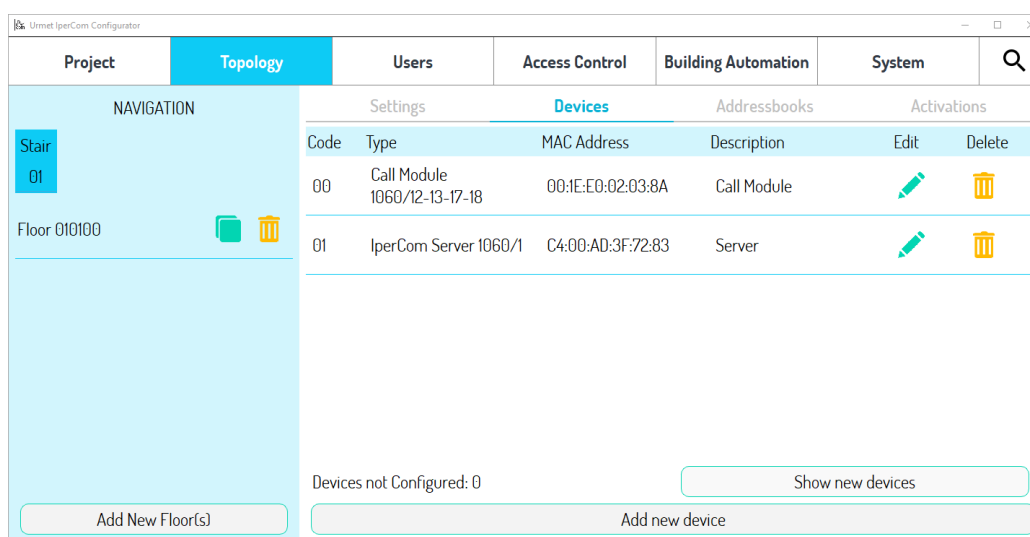 Urmet IperCom Configurator
Project Topology Users Access Control Building Automation System
NAVIGATION
Stair
01
Floor 010100
Add New Floor(s)
Settings Devices Addressbooks Activations
Code Type MAC Address Description Edit Delete
00 Call Module 1060/12-13-17-18 00:1E:E0:02:03:8A Call Module
01 IperCom Server 1060/1 C4:00:AD:3F:72:83 Server
Devices not Configured: 0
Show new devices
Add new device